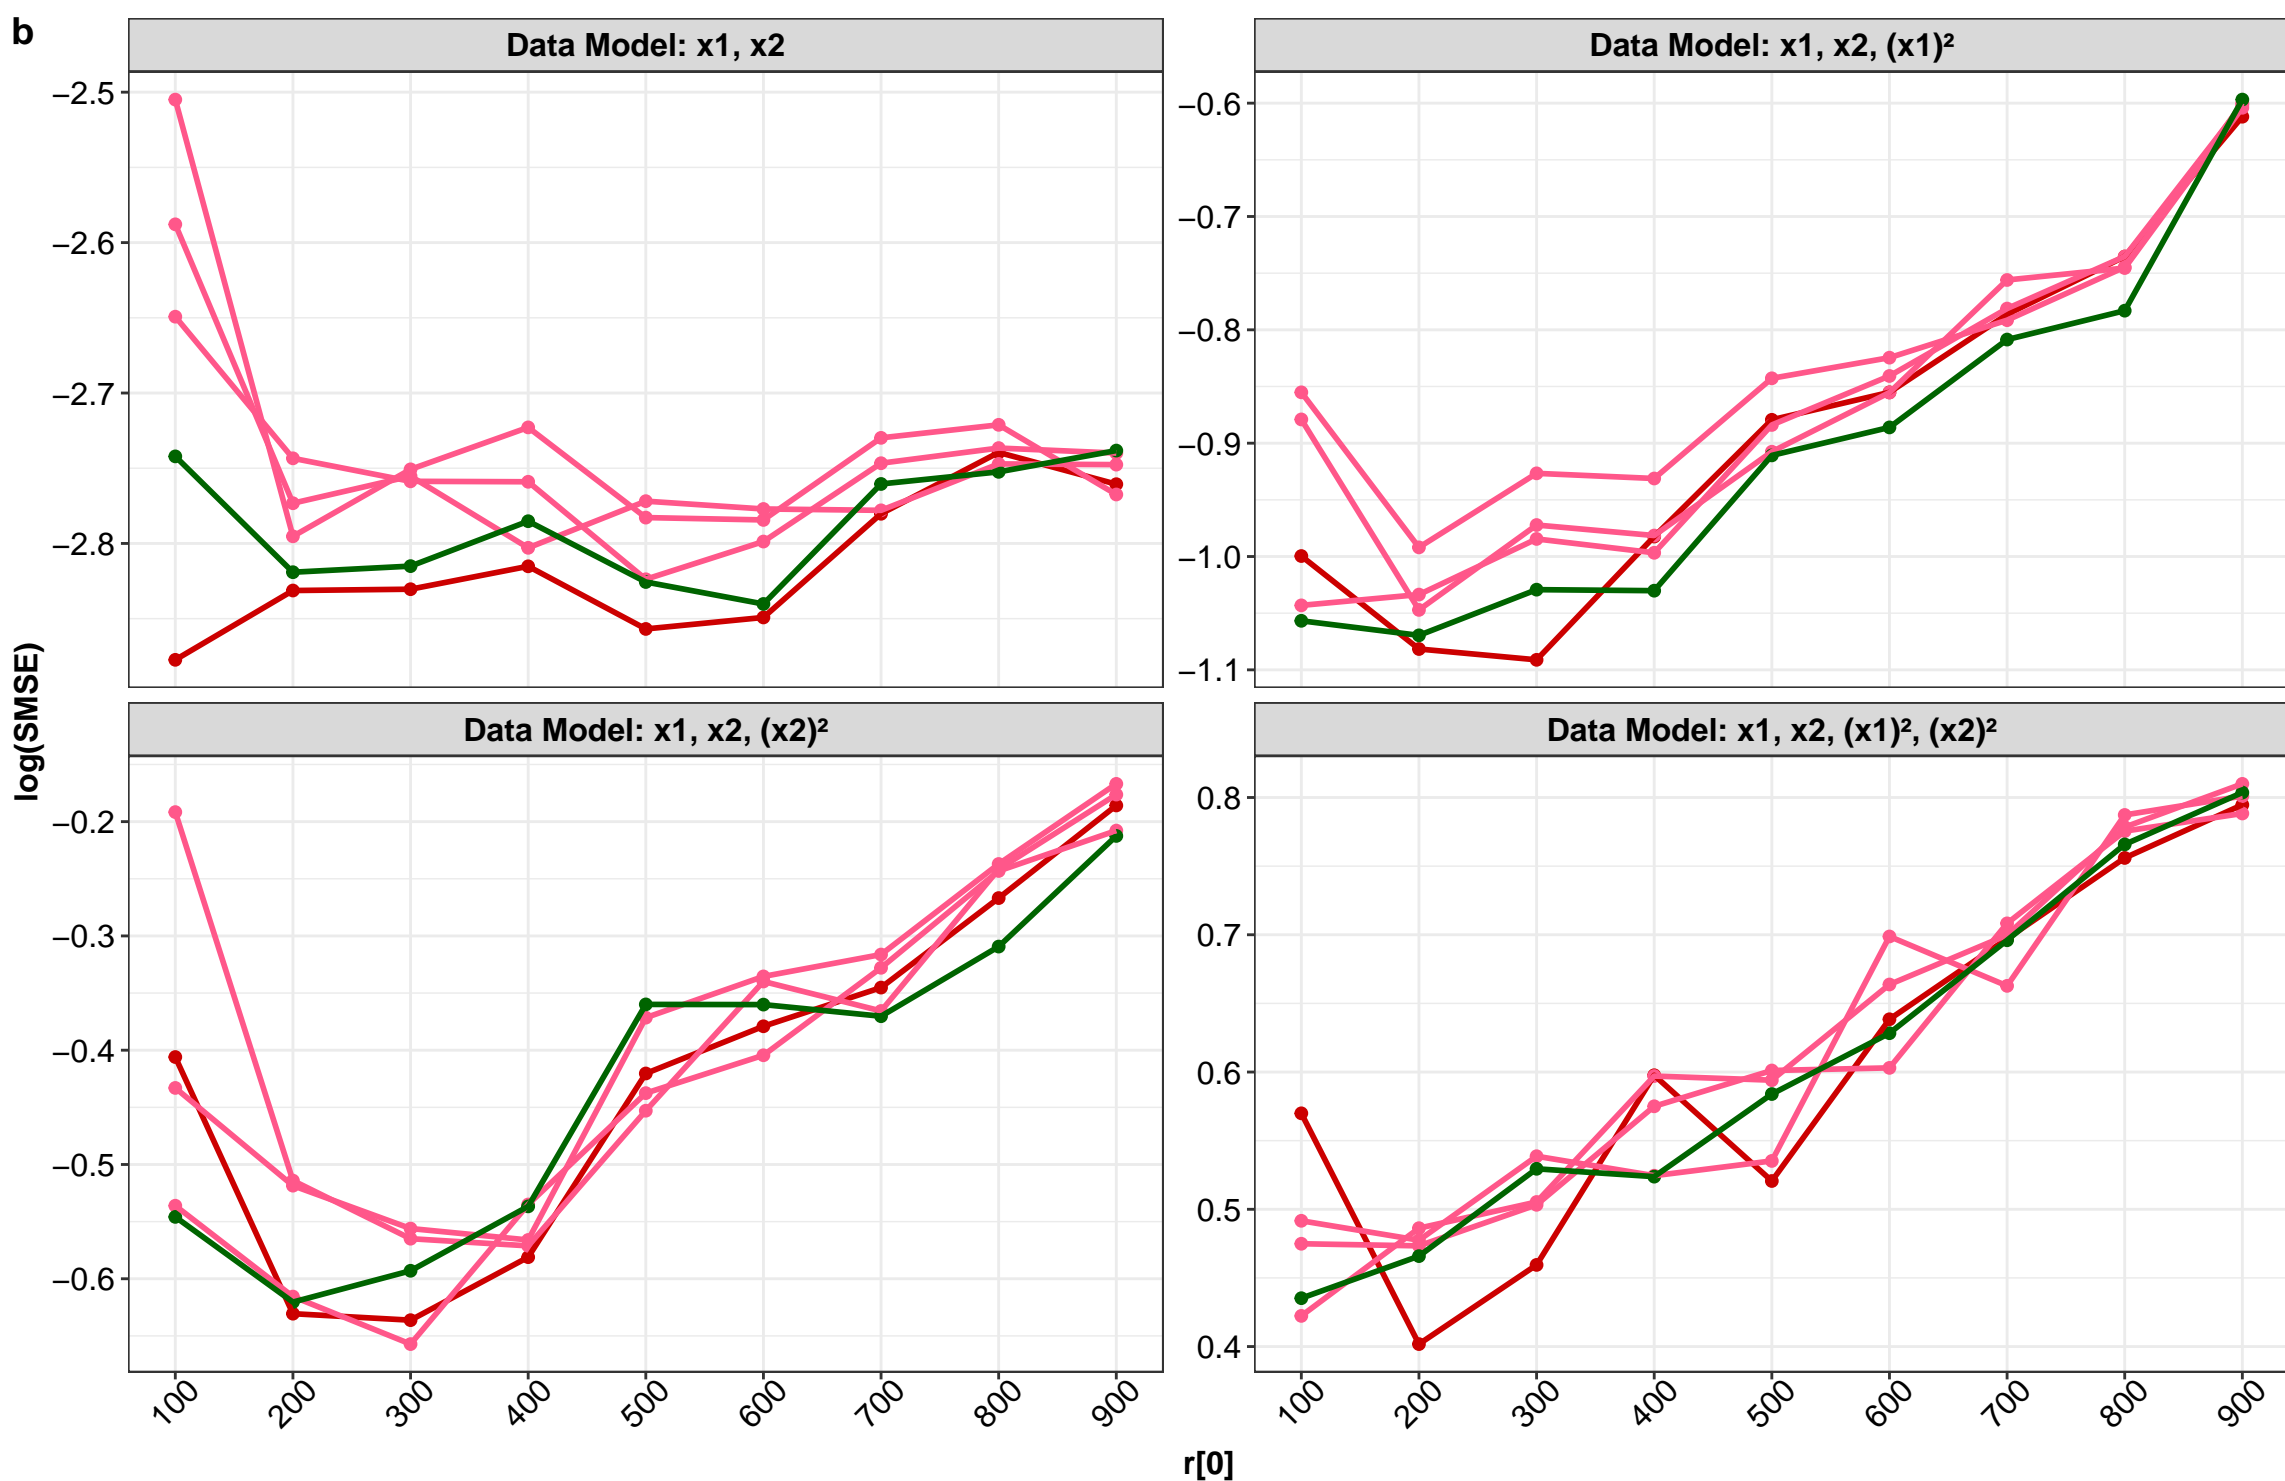 b
Data Model: x1, x2
Data Model: x1, x2, (x1)²
−2.5
−2.6
−2.7
−2.8
−0.6
−0.7
−0.8
−0.9
−1.0
−1.1
Data Model: x1, x2, (x2)²
Data Model: x1, x2, (x1)², (x2)²
−0.2
−0.3
−0.4
−0.5
−0.6
0.8
0.7
0.6
0.5
0.4
log(SMSE)
100 200 300 400 500 600 700 800 900
100 200 300 400 500 600 700 800 900
r[0]